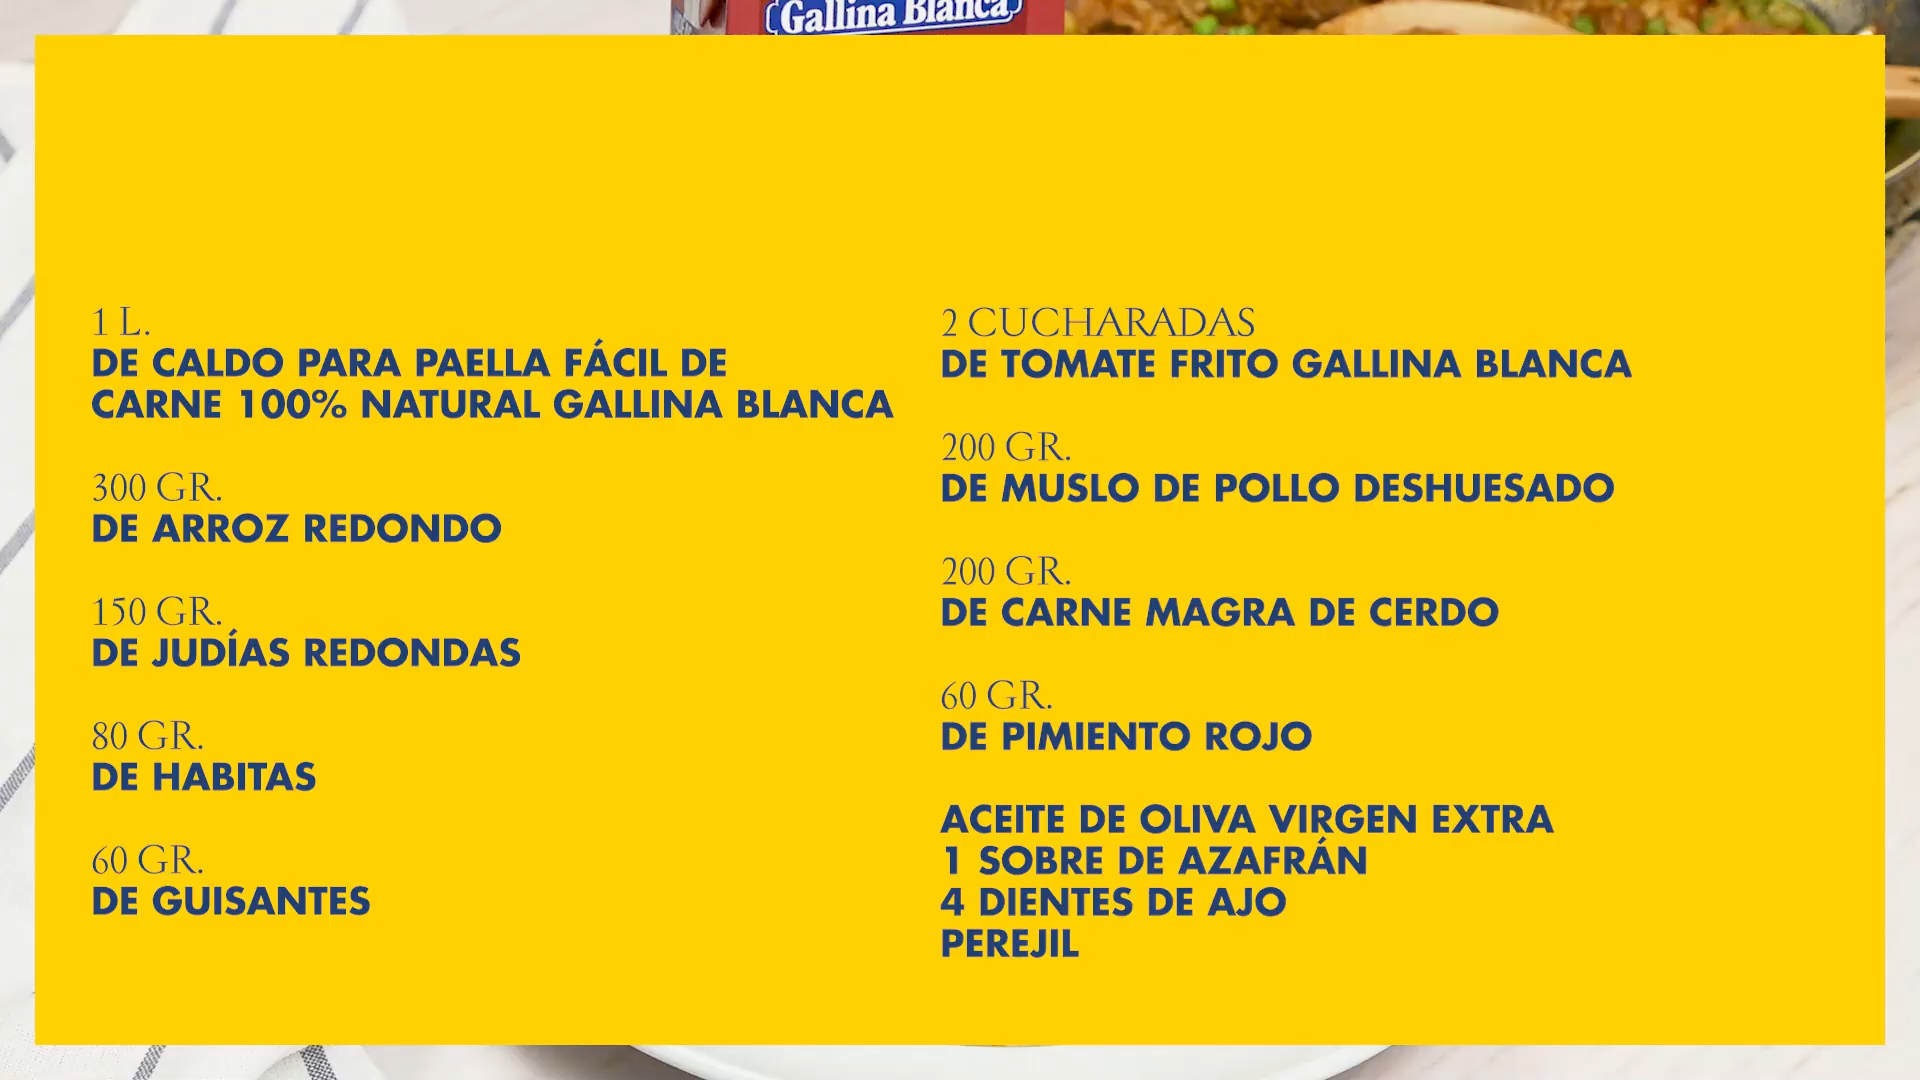 Gallina Blanca
1 L.
DE CALDO PARA PAELLA FÁCIL DE
CARNE 100% NATURAL GALLINA BLANCA
300 GR.
DE ARROZ REDONDO
150 GR.
DE JUDÍAS REDONDAS
80 GR.
DE HABITAS
60 GR.
DE GUISANTES
2 CUCHARADAS
DE TOMATE FRITO GALLINA BLANCA
200 GR.
DE MUSLO DE POLLO DESHUESADO
200 GR.
DE CARNE MAGRA DE CERDO
60 GR.
DE PIMIENTO ROJO
ACEITE DE OLIVA VIRGEN EXTRA
1 SOBRE DE AZAFRÁN
4 DIENTES DE AJO
PEREJIL